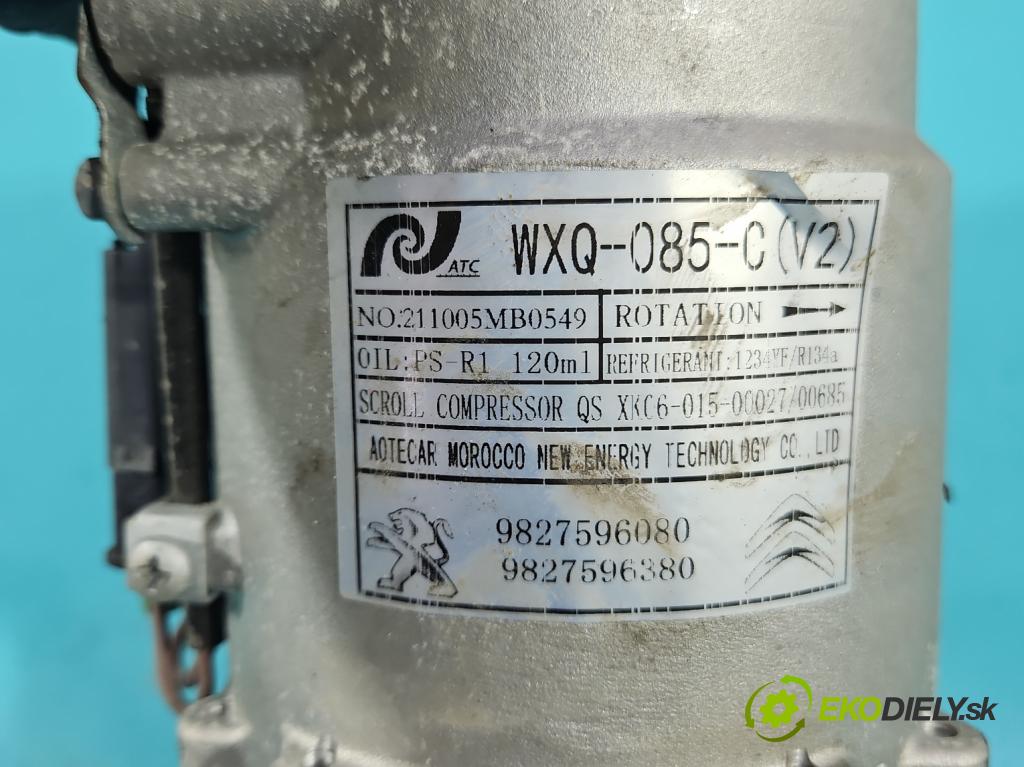 ATC WXQ-085-C(V2)
NO:211005MB0549 ROTATION
OIL:PS-R1 120ml REFRIGERANT:1234YF/R134a
SCROLL COMPRESSOR QS XKC6-015-00027/00685
AOTECAR MOROCCO NEW ENERGY TECHNOLOGY CO.,LTD
9827596080
9827596380
EKODIELY.sk